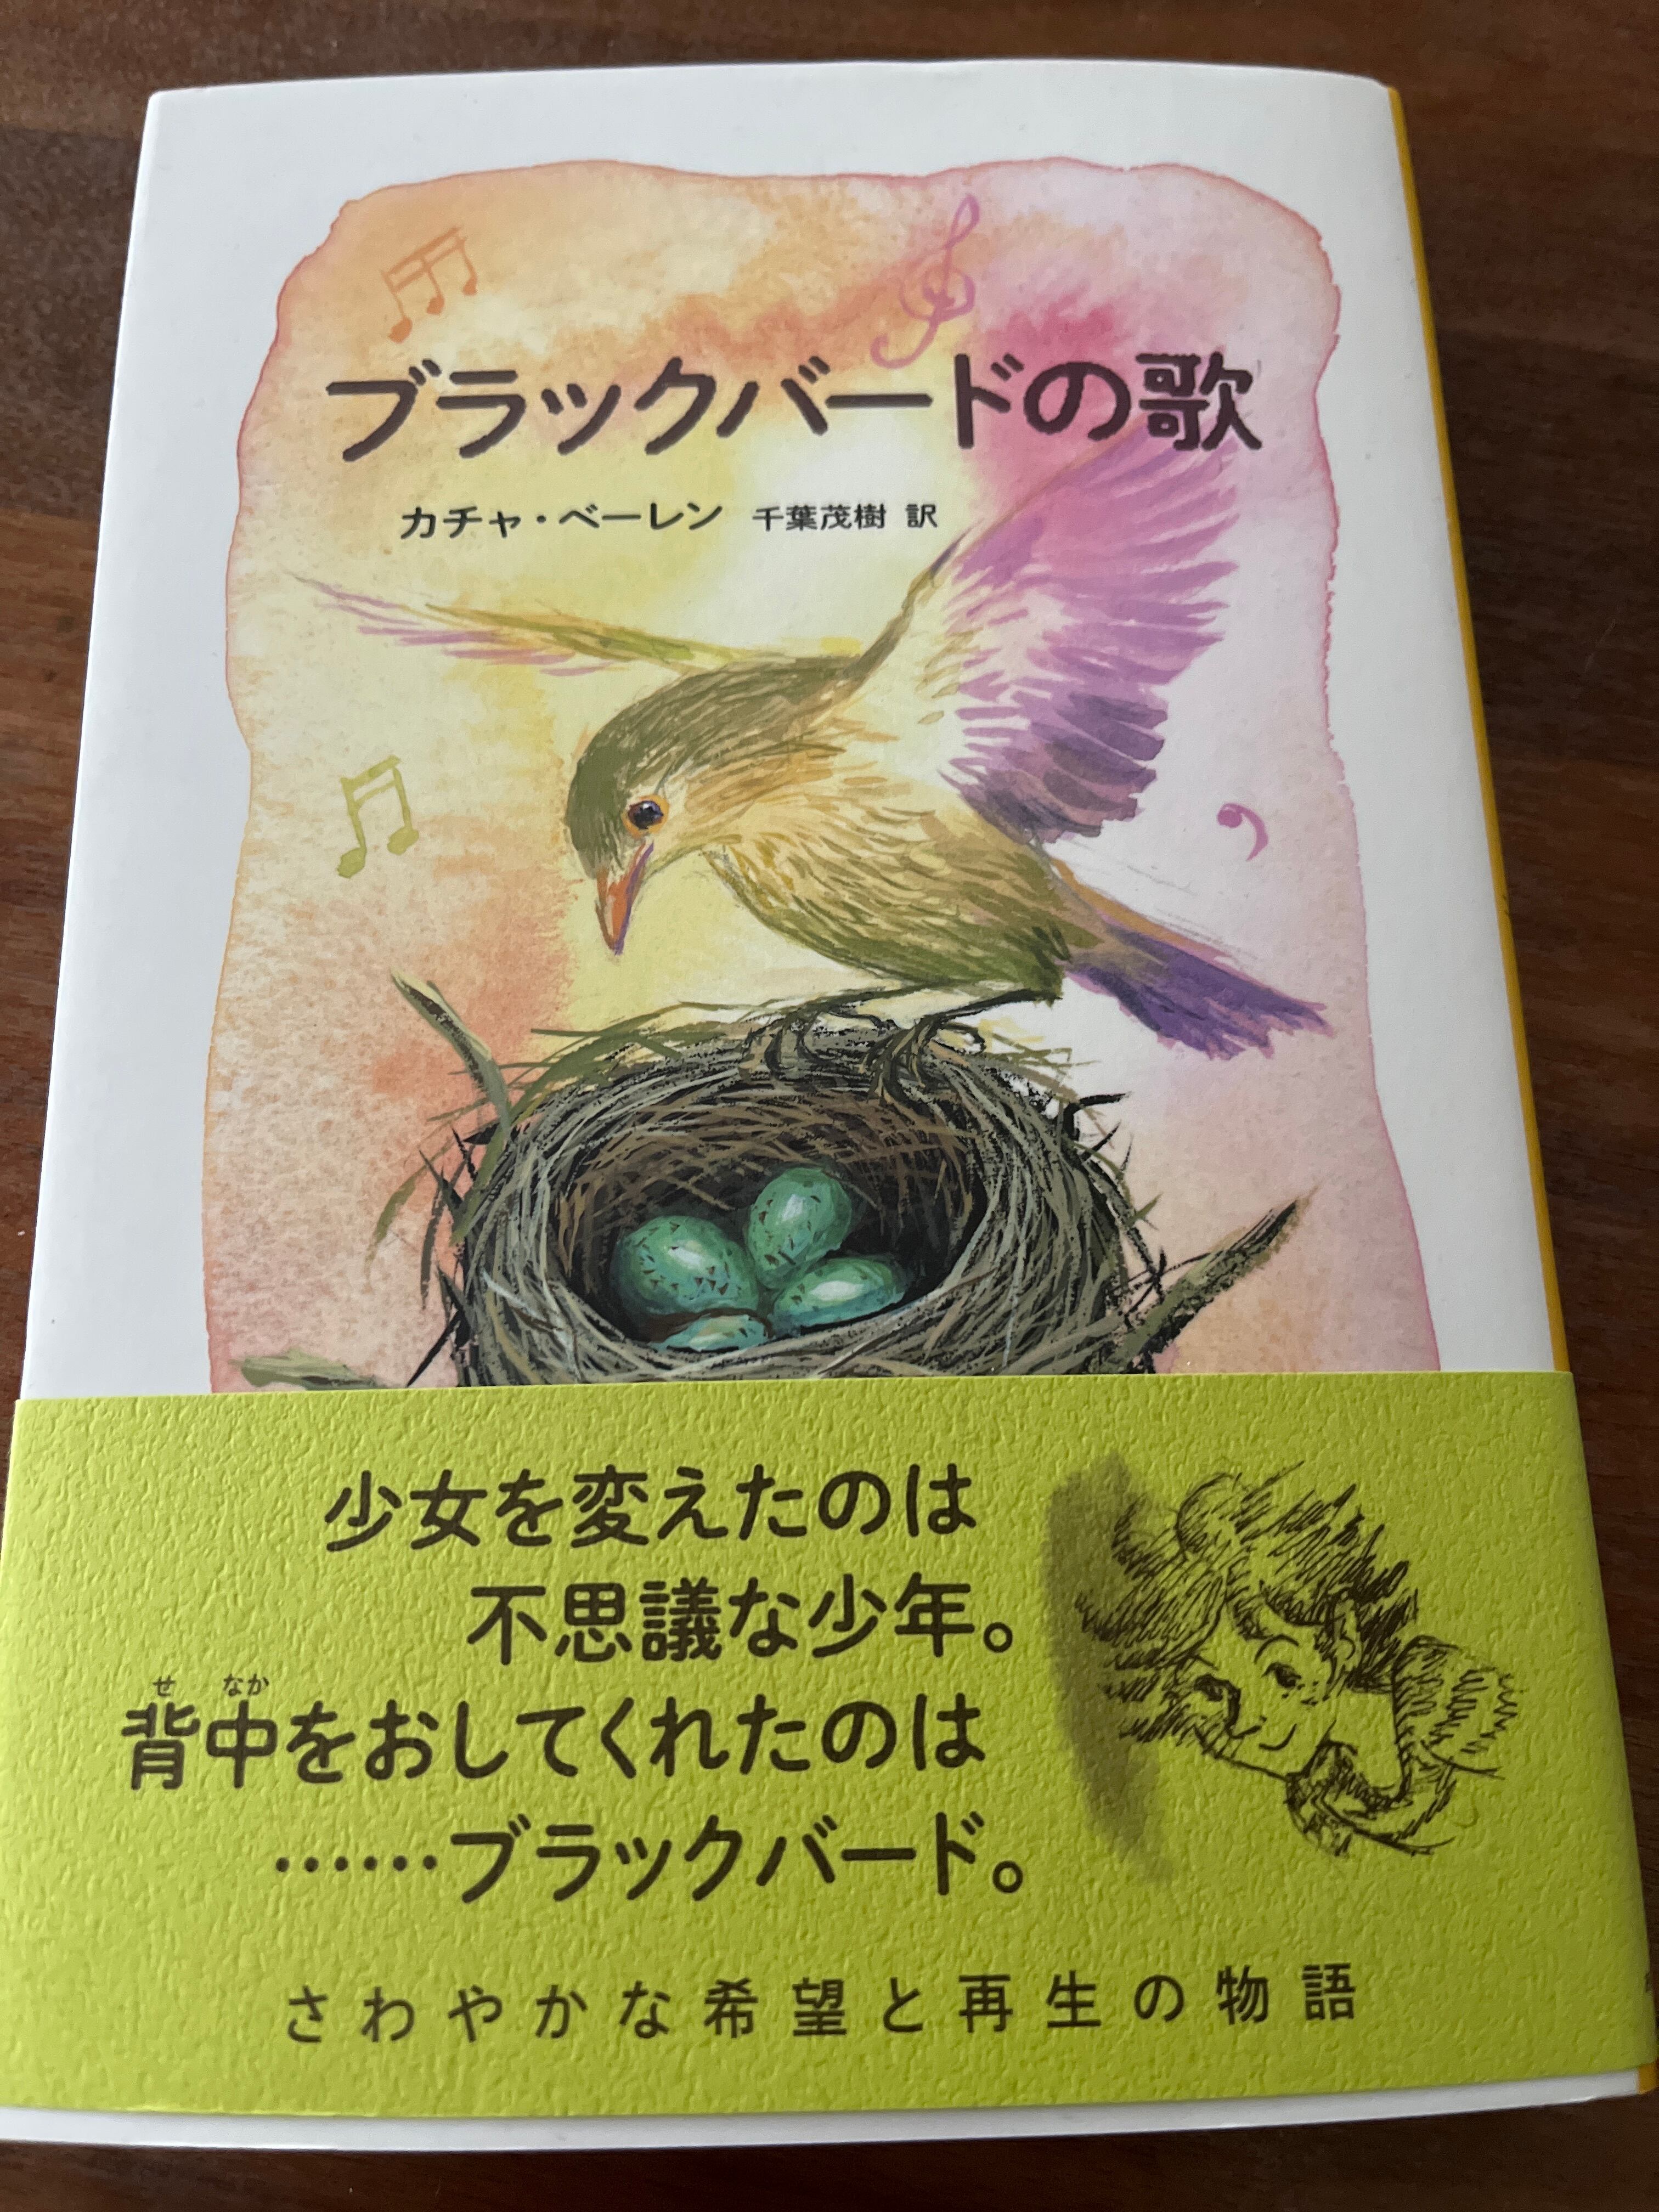 ブラックバードの歌
カチャ・ベーレン 千葉茂樹 訳
少女を変えたのは
不思議な少年。
せ なか
背中をおしてくれたのは
……ブラックバード。
さわやかな希望と再生の物語